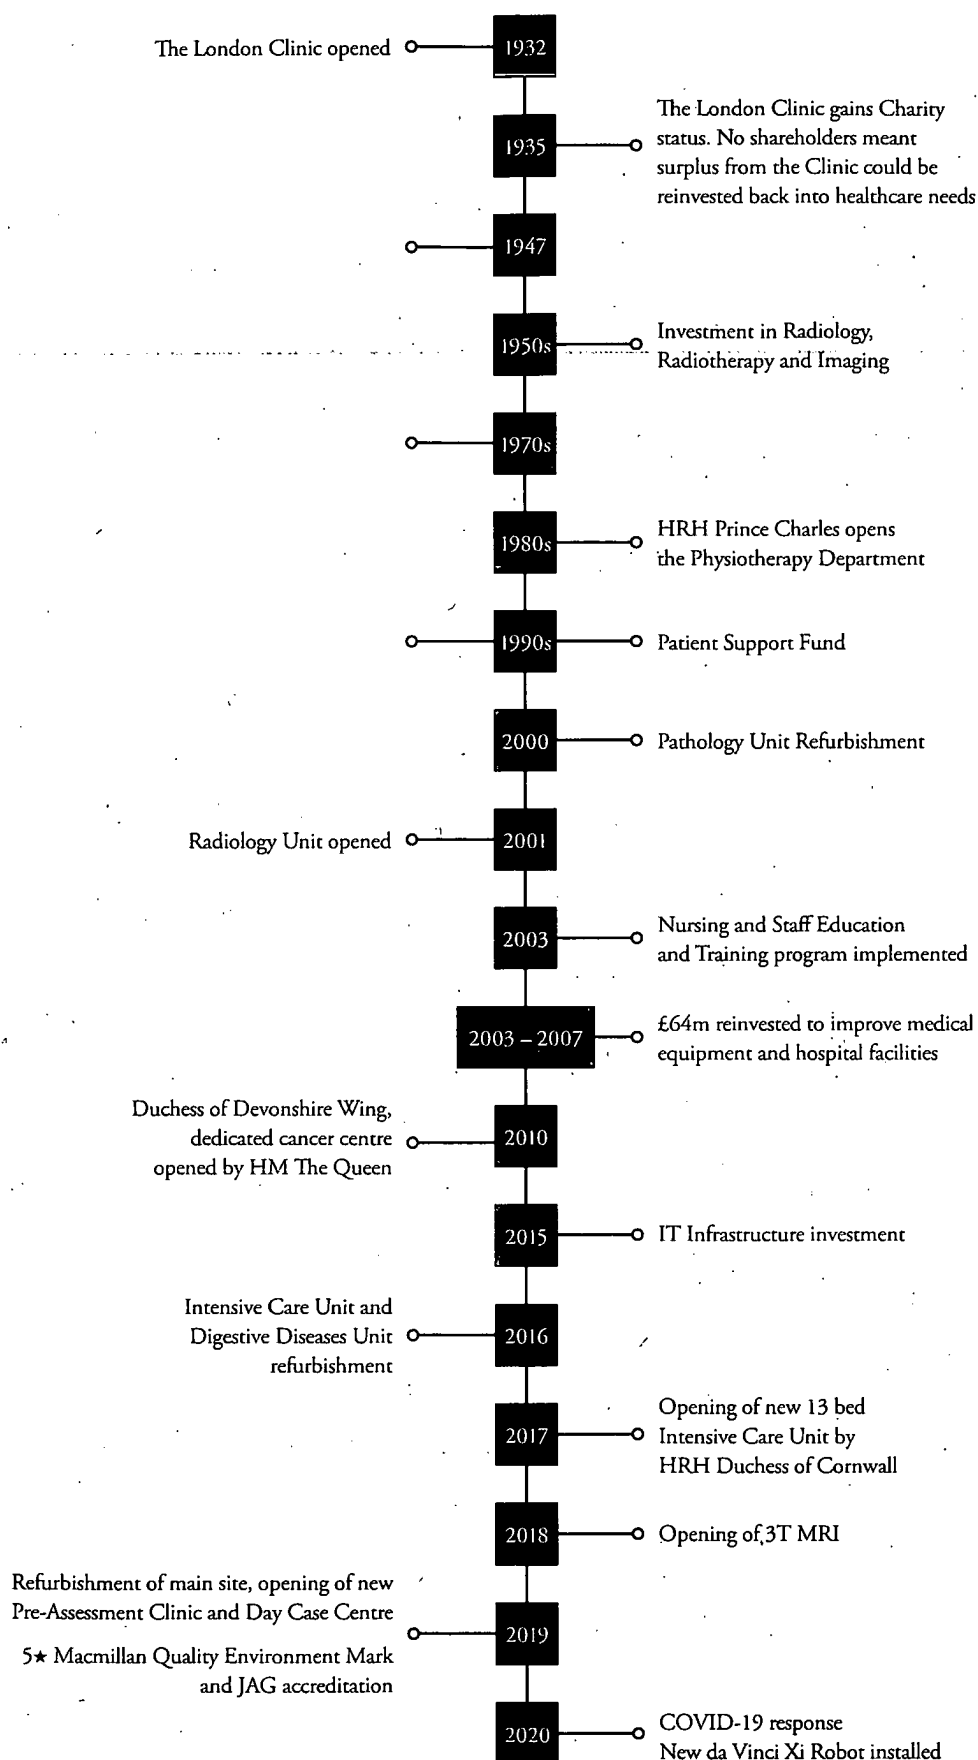 The London Clinic opened
1932
1935
The London Clinic gains Charity
status. No shareholders meant
surplus from the Clinic could be
reinvested back into healthcare needs
1947
1950s
Investment in Radiology,
Radiotherapy and Imaging
1970s
1980s
HRH Prince Charles opens
the Physiotherapy Department
1990s
Patient Support Fund
2000
Pathology Unit Refurbishment
Radiology Unit opened
2001
2003
Nursing and Staff Education
and Training program implemented
2003 – 2007
£64m reinvested to improve medical
equipment and hospital facilities
Duchess of Devonshire Wing,
dedicated cancer centre
opened by HM The Queen
2010
2015
IT Infrastructure investment
Intensive Care Unit and
Digestive Diseases Unit
refurbishment
2016
2017
Opening of new 13 bed
Intensive Care Unit by
HRH Duchess of Cornwall
2018
Opening of 3T MRI
Refurbishment of main site, opening of new
Pre-Assessment Clinic and Day Case Centre
5★ Macmillan Quality Environment Mark
and JAG accreditation
2019
2020
COVID-19 response
New da Vinci Xi Robot installed